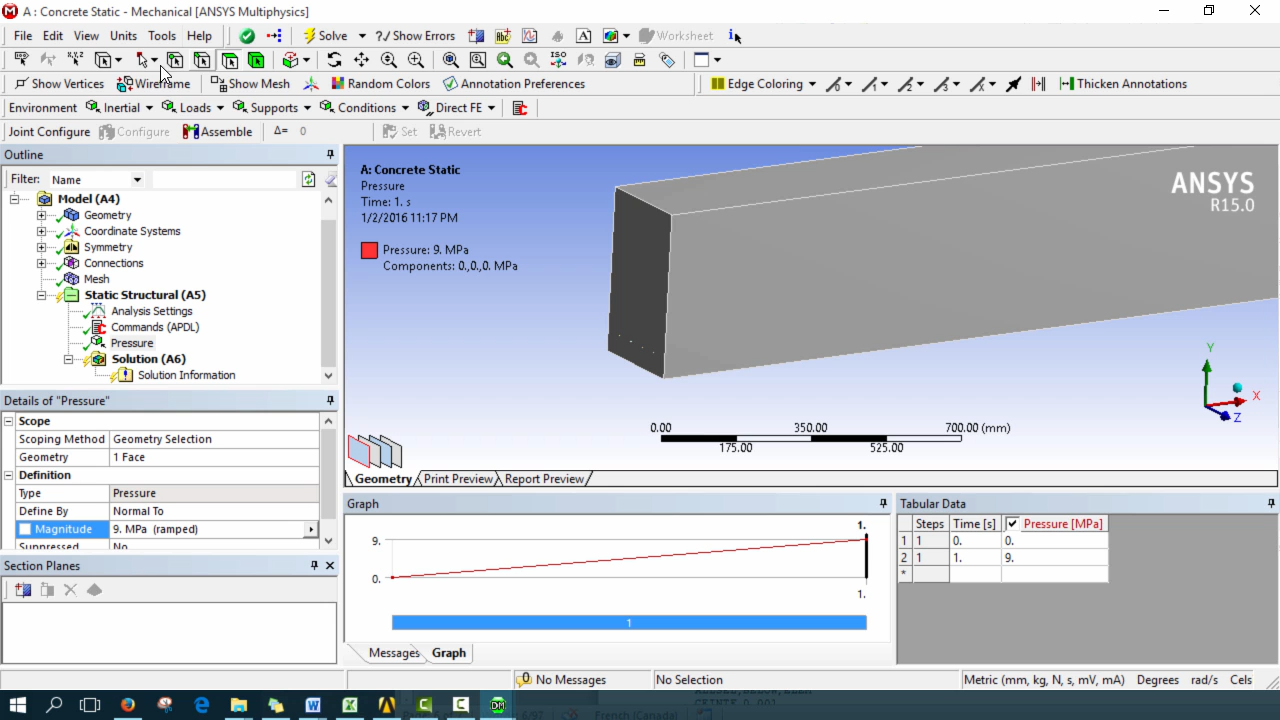 A : Concrete Static - Mechanical [ANSYS Multiphysics]
File Edit View Units Tools Help Solve ?/ Show Errors Worksheet
Show Vertices Wireframe Show Mesh Random Colors Annotation Preferences Edge Coloring Thicken Annotations
Environment Inertial Loads Supports Conditions Direct FE
Joint Configure Configure Assemble Δ= 0 Set Revert
Outline
Filter: Name
Model (A4)
Geometry
Coordinate Systems
Symmetry
Connections
Mesh
Static Structural (A5)
Analysis Settings
Commands (APDL)
Pressure
Solution (A6)
Solution Information
Details of "Pressure"
Scope
Scoping Method Geometry Selection
Geometry 1 Face
Definition
Type Pressure
Define By Normal To
Magnitude 9. MPa (ramped)
Suppressed No
Section Planes
A: Concrete Static
Pressure
Time: 1. s
1/2/2016 11:17 PM
Pressure: 9. MPa
Components: 0.,0.,0. MPa
ANSYS
R15.0
Y
X
Z
0.00 350.00 700.00 (mm)
175.00 525.00
Geometry Print Preview Report Preview
Graph
1.
9.
0.
1.
1
Messages Graph
Tabular Data
Steps Time [s] Pressure [MPa]
1 1 0. 0.
2 1 1. 9.
*
0 No Messages No Selection Metric (mm, kg, N, s, mV, mA) Degrees rad/s Cels